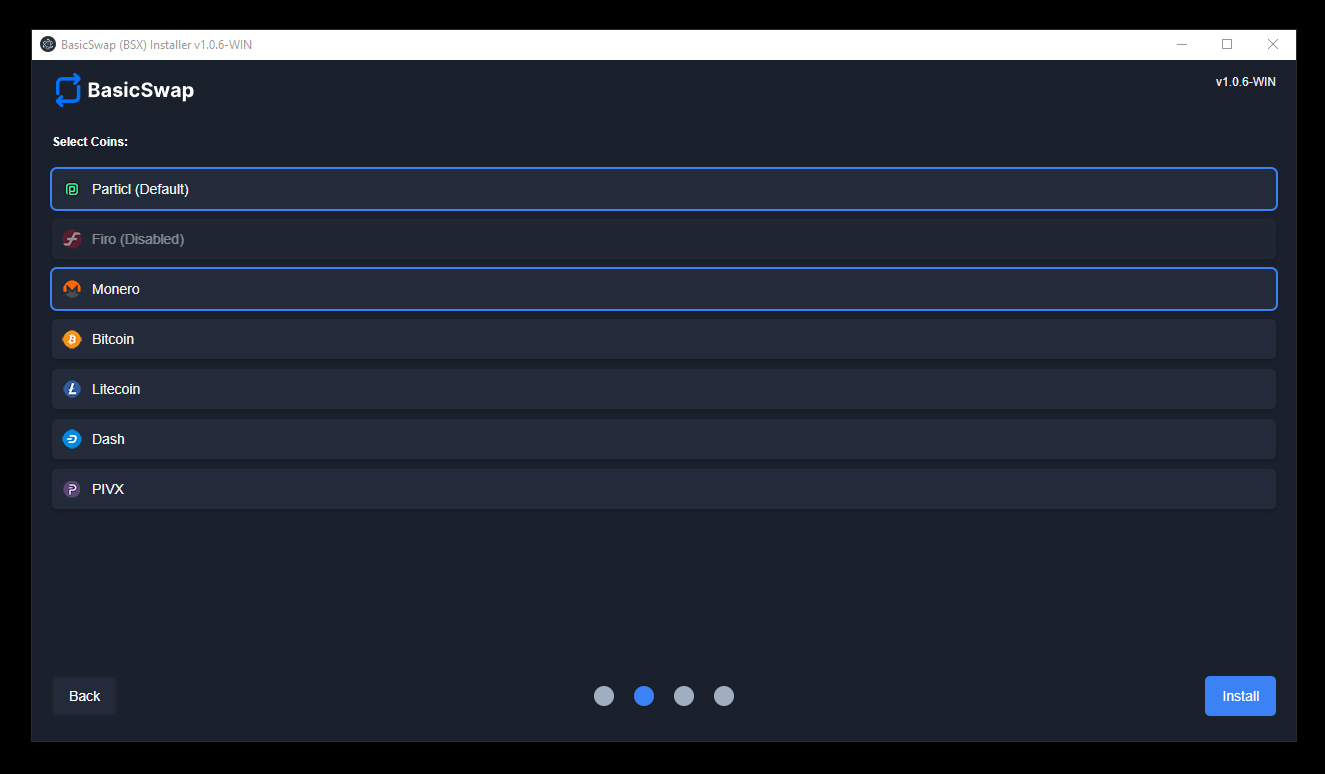 BasicSwap (BSX) Installer v1.0.6-WIN
BasicSwap
v1.0.6-WIN
Select Coins:
Particl (Default)
Firo (Disabled)
Monero
Bitcoin
Litecoin
Dash
PIVX
Back
Install